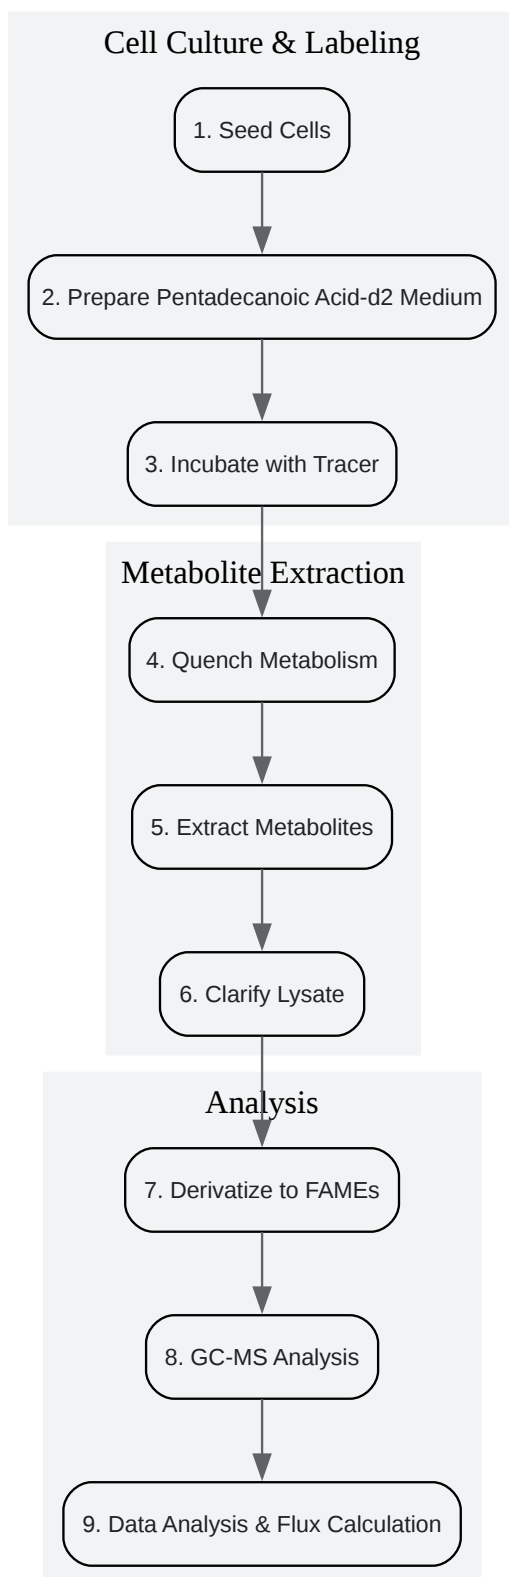 Cell Culture & Labeling
1. Seed Cells
2. Prepare Pentadecanoic Acid-d2 Medium
3. Incubate with Tracer
Metabolite Extraction
4. Quench Metabolism
5. Extract Metabolites
6. Clarify Lysate
Analysis
7. Derivatize to FAMEs
8. GC-MS Analysis
9. Data Analysis & Flux Calculation